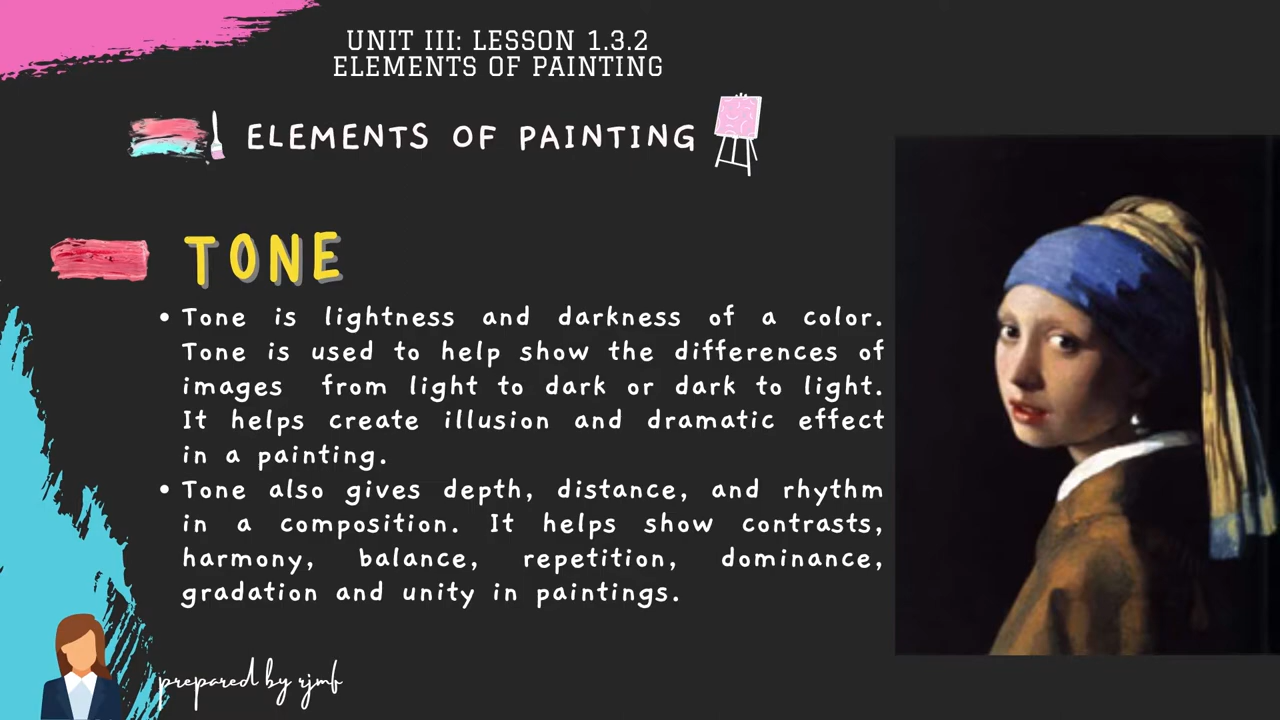 UNIT III: LESSON 1.3.2
ELEMENTS OF PAINTING
ELEMENTS OF PAINTING
TONE
• Tone is lightness and darkness of a color.
Tone is used to help show the differences of
images from light to dark or dark to light.
It helps create illusion and dramatic effect
in a painting.
• Tone also gives depth, distance, and rhythm
in a composition. It helps show contrasts,
harmony, balance, repetition, dominance,
gradation and unity in paintings.
prepared by rjmf